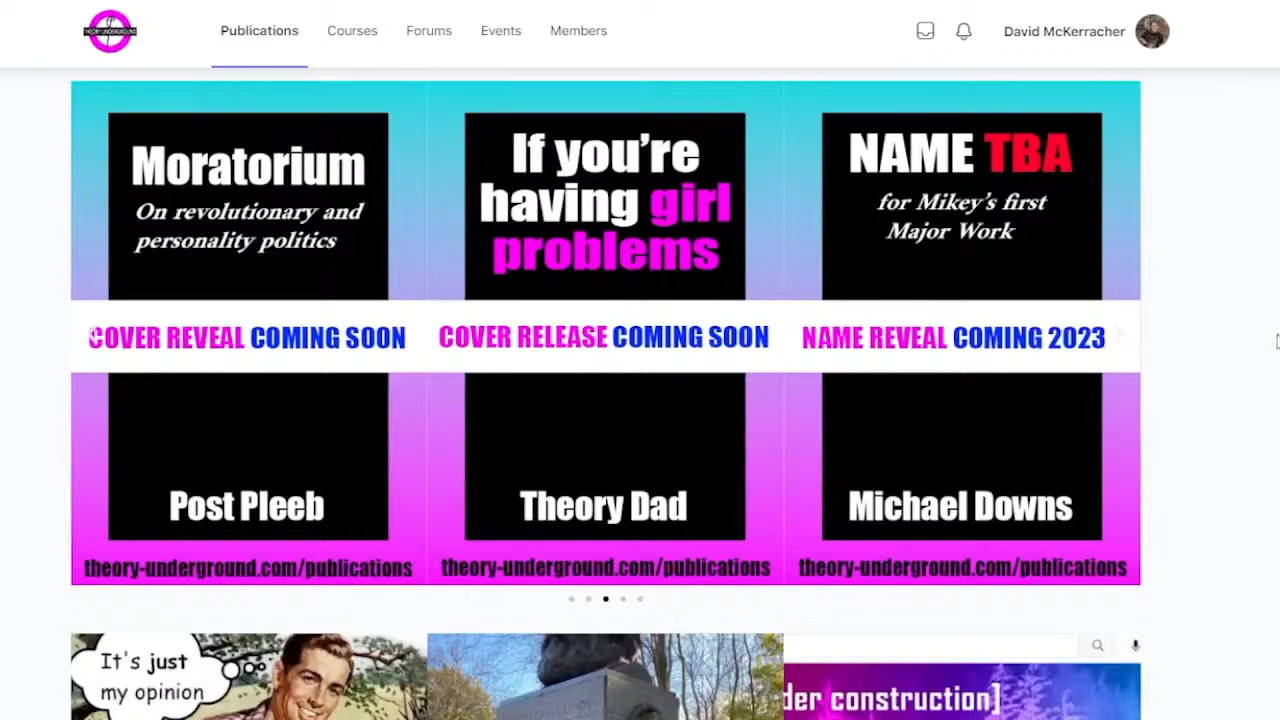 THEORY UNDERGROUND
Publications
Courses
Forums
Events
Members
David McKerracher
Moratorium
On revolutionary and
personality politics
COVER REVEAL COMING SOON
Post Pleeb
theory-underground.com/publications
If you're
having girl
problems
COVER RELEASE COMING SOON
Theory Dad
theory-underground.com/publications
NAME TBA
for Mikey's first
Major Work
NAME REVEAL COMING 2023
Michael Downs
theory-underground.com/publications
It's just
my opinion
der construction]